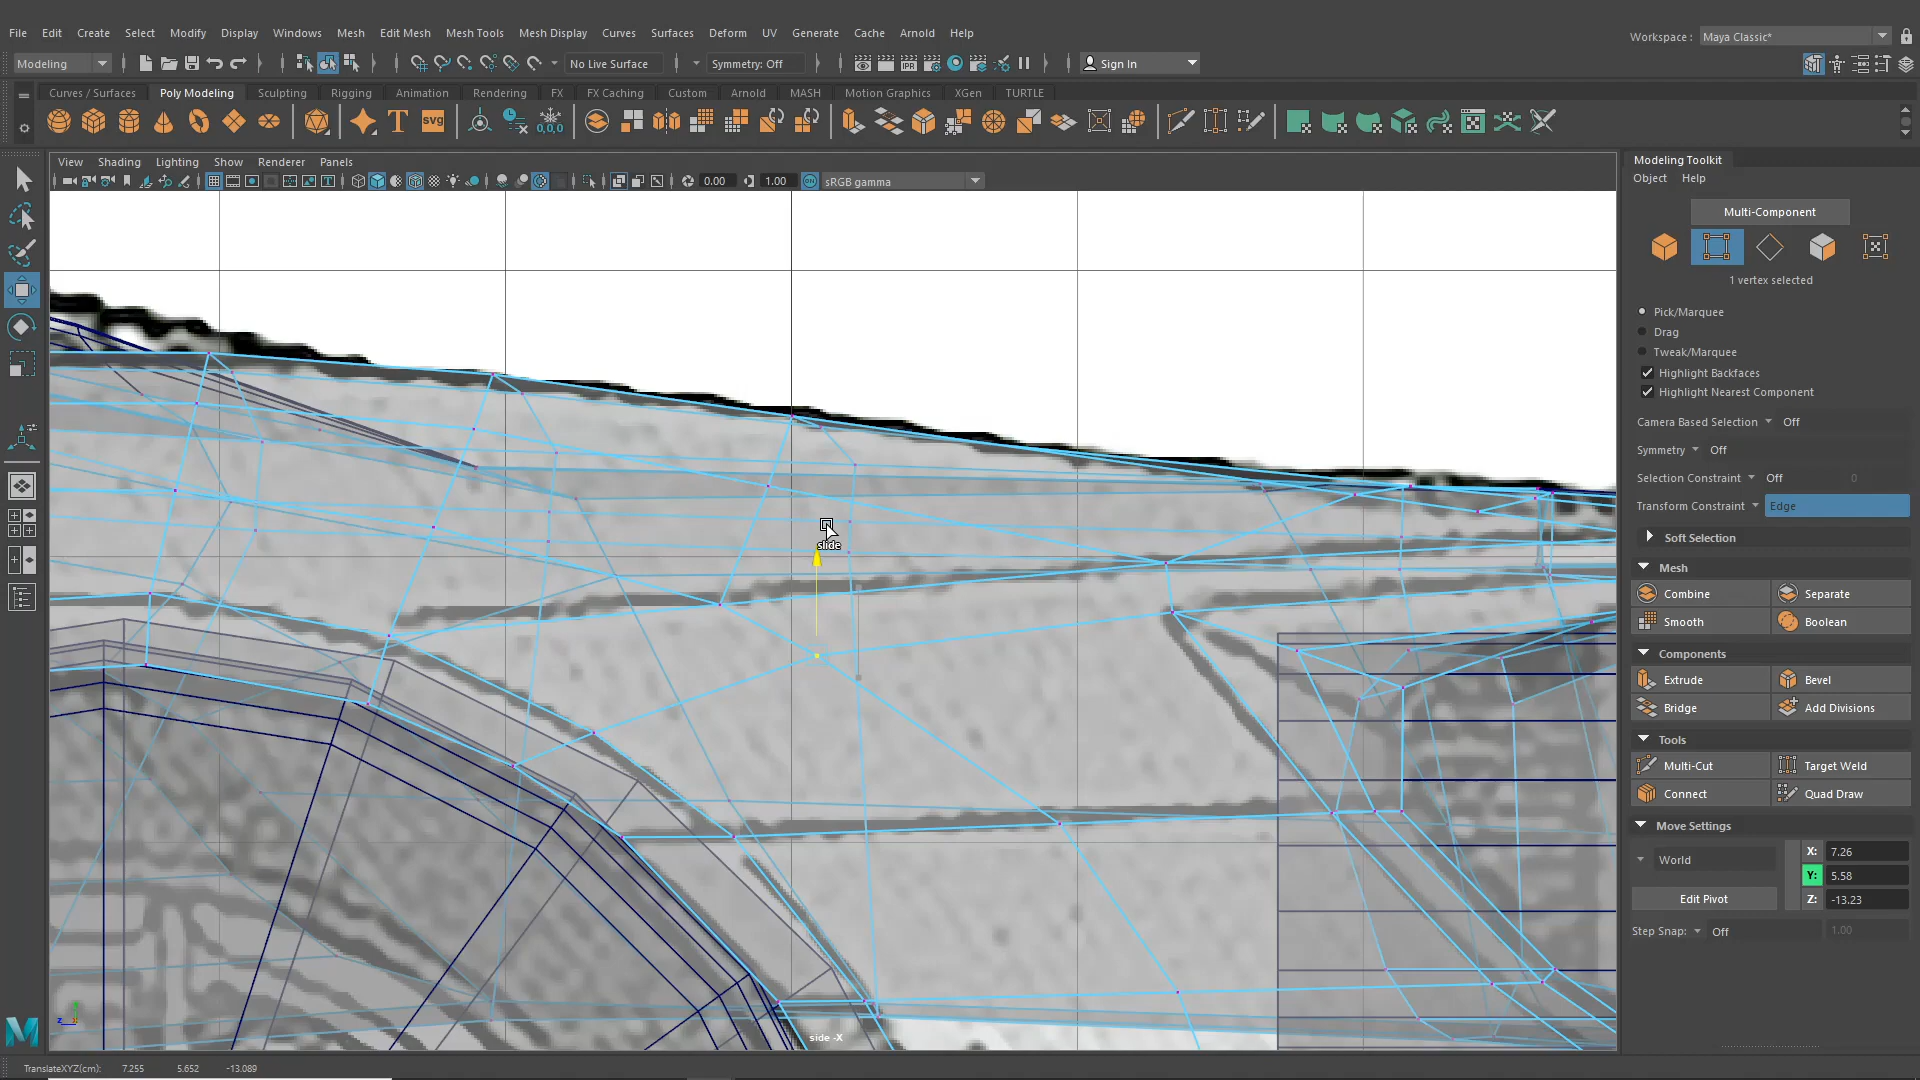 File Edit Create Select Modify Display Windows Mesh Edit Mesh Mesh Tools Mesh Display Curves Surfaces Deform UV Generate Cache Arnold Help
Workspace : Maya Classic*
Modeling No Live Surface Symmetry: Off IPR Sign In
Curves / Surfaces Poly Modeling Sculpting Rigging Animation Rendering FX FX Caching Custom Arnold MASH Motion Graphics XGen TURTLE
T svg 0,0,0
View Shading Lighting Show Renderer Panels
0.00 1.00 ON sRGB gamma
slide
side -X
z
M
TranslateXYZ(cm): 7.255 5.652 -13.089
Modeling Toolkit
Object Help
Multi-Component
1 vertex selected
Pick/Marquee
Drag
Tweak/Marquee
Highlight Backfaces
Highlight Nearest Component
Camera Based Selection Off
Symmetry Off
Selection Constraint Off 0
Transform Constraint Edge
Soft Selection
Mesh
Combine Separate
Smooth Boolean
Components
Extrude Bevel
Bridge Add Divisions
Tools
Multi-Cut Target Weld
Connect Quad Draw
Move Settings
World X: 7.26
Y: 5.58
Edit Pivot Z: -13.23
Step Snap: Off 1.00